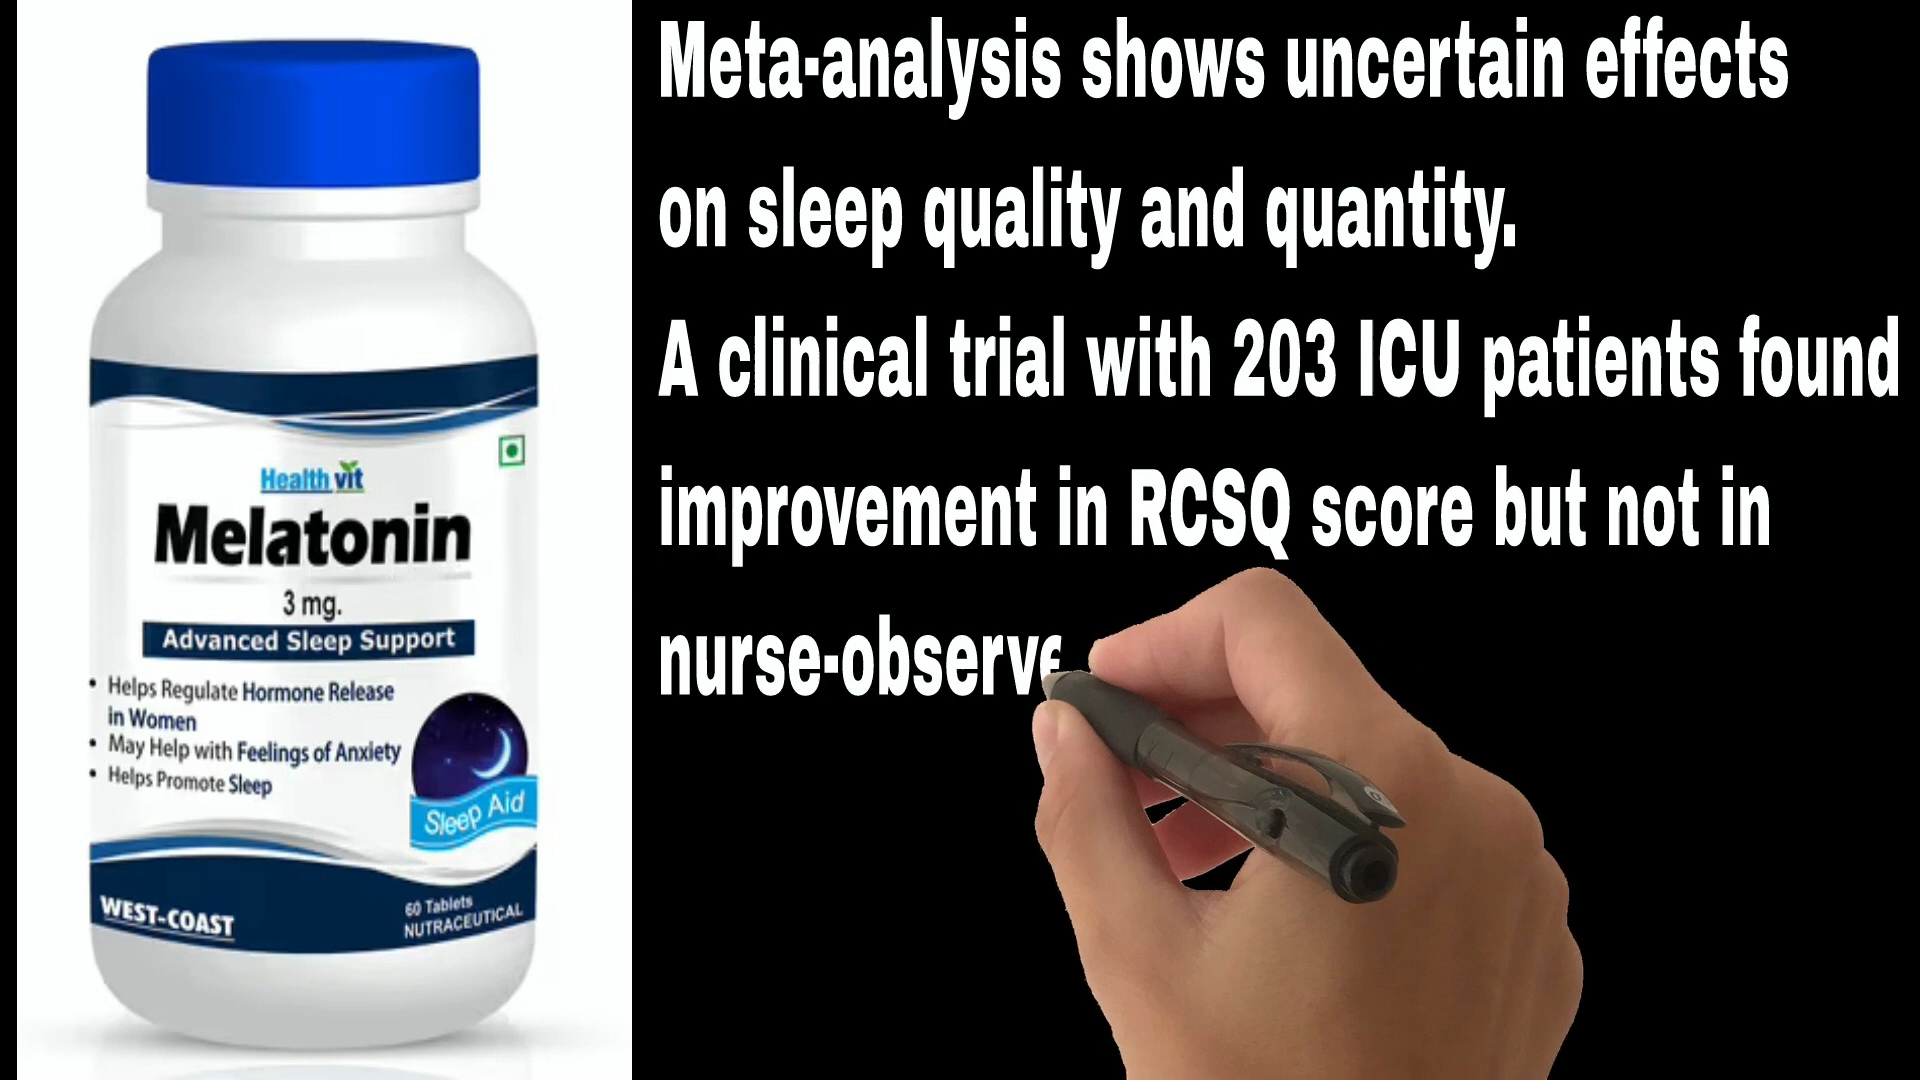 Health vit
Melatonin
3 mg.
Advanced Sleep Support
• Helps Regulate Hormone Release
in Women
• May Help with Feelings of Anxiety
• Helps Promote Sleep
Sleep Aid
WEST-COAST
60 Tablets
NUTRACEUTICAL
Meta-analysis shows uncertain effects
on sleep quality and quantity.
A clinical trial with 203 ICU patients found
improvement in RCSQ score but not in
nurse-observe